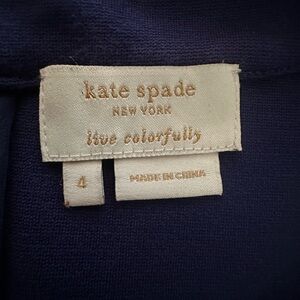 kate spade
NEW YORK
live colorfully
4
MADE IN CHINA